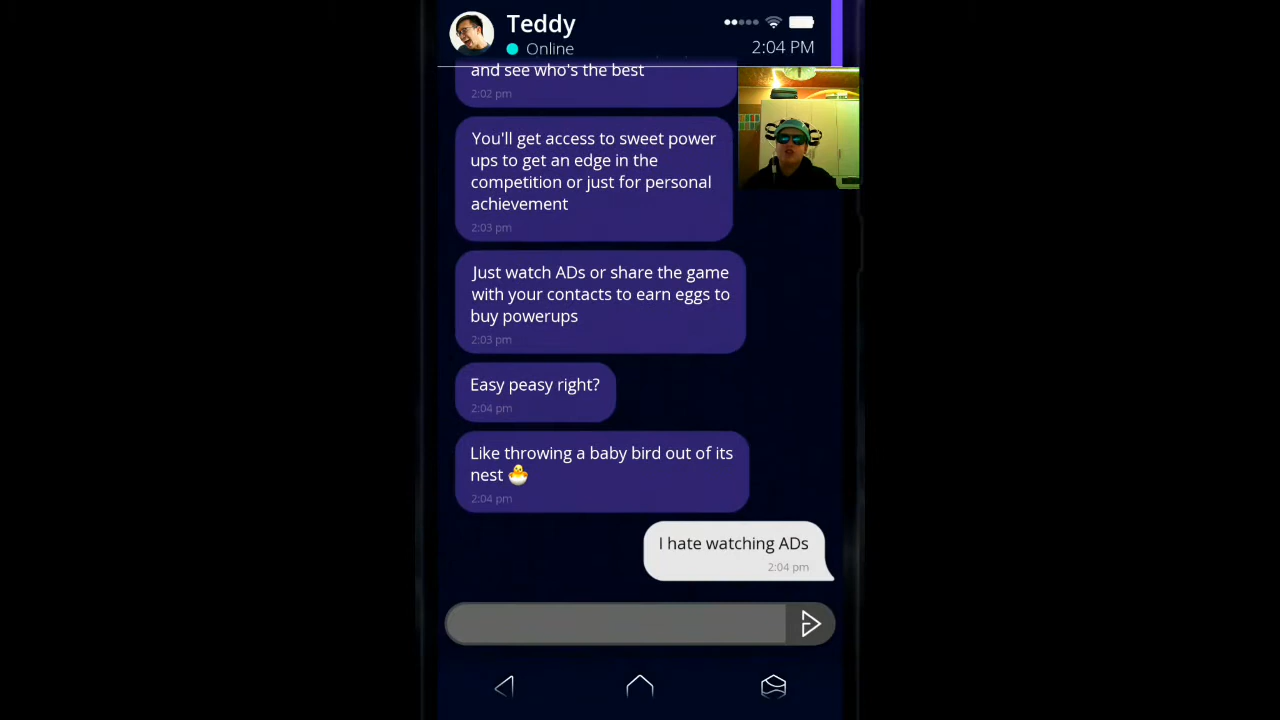 Teddy
Online
2:04 PM
and see who's the best
2:02 pm
You'll get access to sweet power
ups to get an edge in the
competition or just for personal
achievement
2:03 pm
Just watch ADs or share the game
with your contacts to earn eggs to
buy powerups
2:03 pm
Easy peasy right?
2:04 pm
Like throwing a baby bird out of its
nest 🐣
2:04 pm
I hate watching ADs
2:04 pm